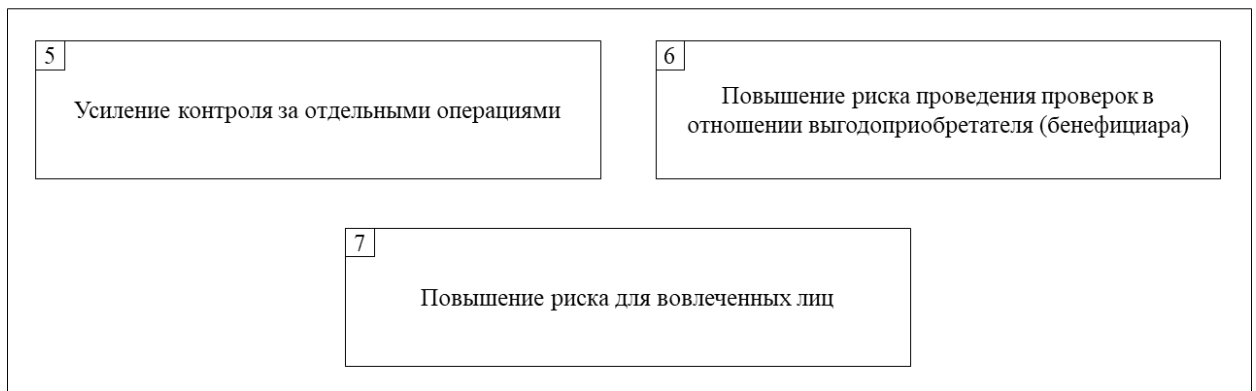 5
Усиление контроля за отдельными операциями
6
Повышение риска проведения проверок в
отношении выгодоприобретателя (бенефициара)
7
Повышение риска для вовлеченных лиц